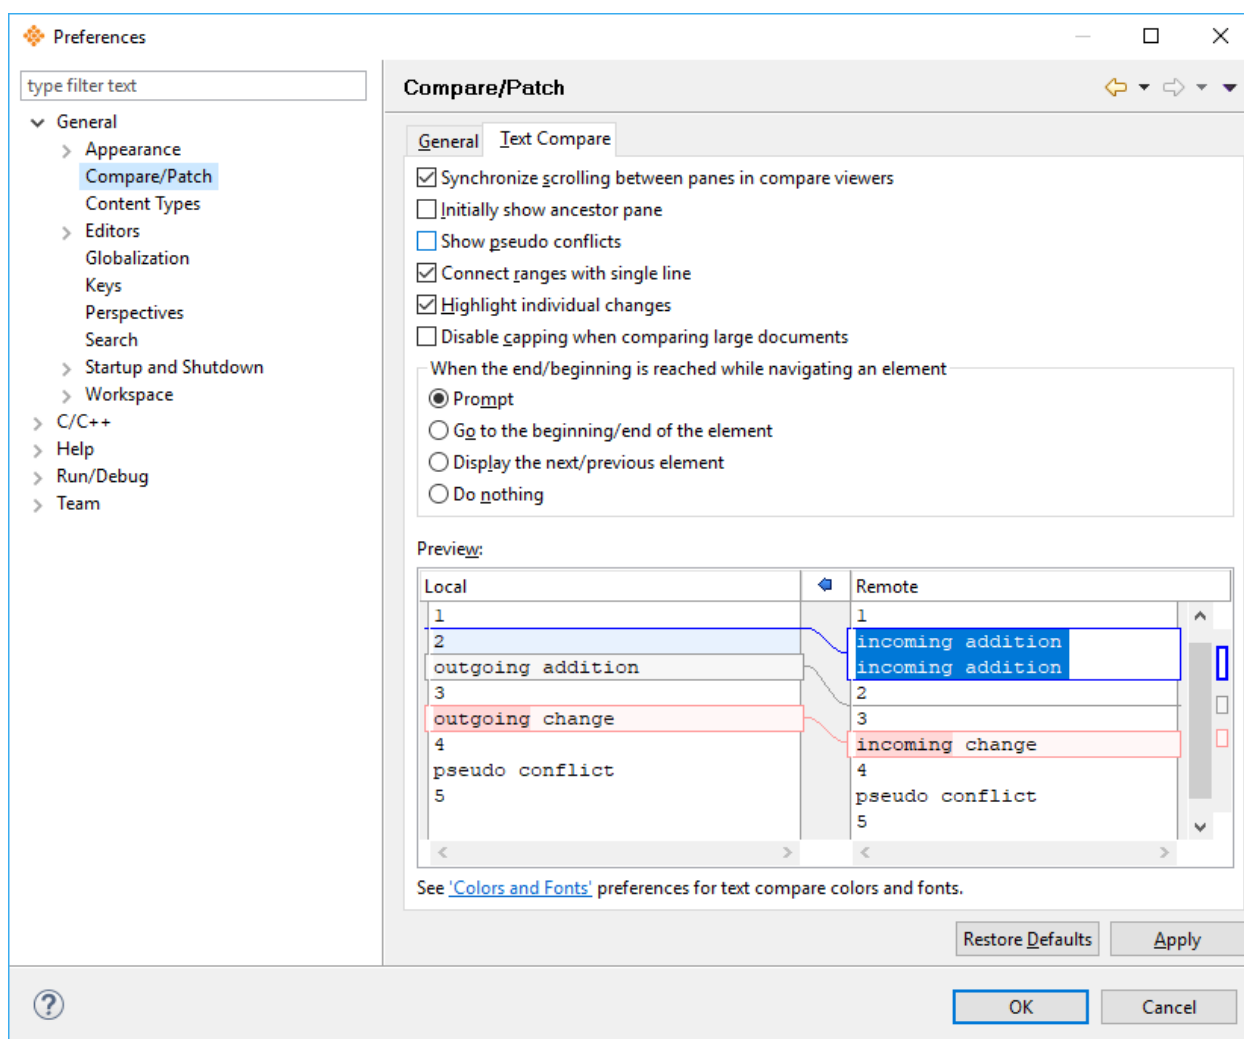 Preferences
type filter text
General
Appearance
Compare/Patch
Content Types
Editors
Globalization
Keys
Perspectives
Search
Startup and Shutdown
Workspace
C/C++
Help
Run/Debug
Team
Compare/Patch
General Text Compare
Synchronize scrolling between panes in compare viewers
Initially show ancestor pane
Show pseudo conflicts
Connect ranges with single line
Highlight individual changes
Disable capping when comparing large documents
When the end/beginning is reached while navigating an element
Prompt
Go to the beginning/end of the element
Display the next/previous element
Do nothing
Preview:
Local
1
2
outgoing addition
3
outgoing change
4
pseudo conflict
5
Remote
1
incoming addition
incoming addition
2
3
incoming change
4
pseudo conflict
5
See 'Colors and Fonts' preferences for text compare colors and fonts.
Restore Defaults Apply
? OK Cancel